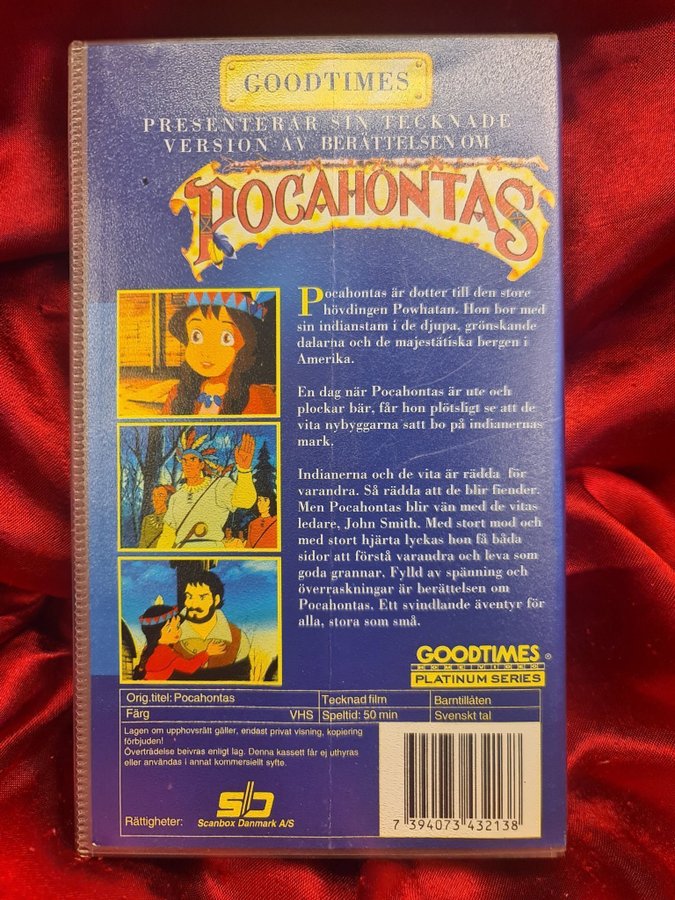 GOODTIMES
PRESENTERAR SIN TECKNADE
VERSION AV BERÄTTELSEN OM
POCAHONTAS
Pocahontas är dotter till den store
hövdingen Powhatan. Hon bor med
sin indianstam i de djupa, grönskande
dalarna och de majestätiska bergen i
Amerika.
En dag när Pocahontas är ute och
plockar bär, får hon plötsligt se att de
vita nybyggarna satt bo på indianernas
mark.
Indianerna och de vita är rädda för
varandra. Så rädda att de blir fiender.
Men Pocahontas blir vän med de vitas
ledare, John Smith. Med stort mod och
med stort hjärta lyckas hon få båda
sidor att förstå varandra och leva som
goda grannar. Fylld av spänning och
överraskningar är berättelsen om
Pocahontas. Ett svindlande äventyr för
alla, stora som små.
GOODTIMES®
HOME VIDEO
PLATINUM SERIES
Orig.titel: Pocahontas Tecknad film Barntillåten
Färg VHS Speltid: 50 min Svenskt tal
Lagen om upphovsrätt gäller, endast privat visning, kopiering
förbjuden!
Överträdelse beivras enligt lag. Denna kassett får ej uthyras
eller användas i annat kommersiellt syfte.
Rättigheter:
Scanbox Danmark A/S
7 394073 432138